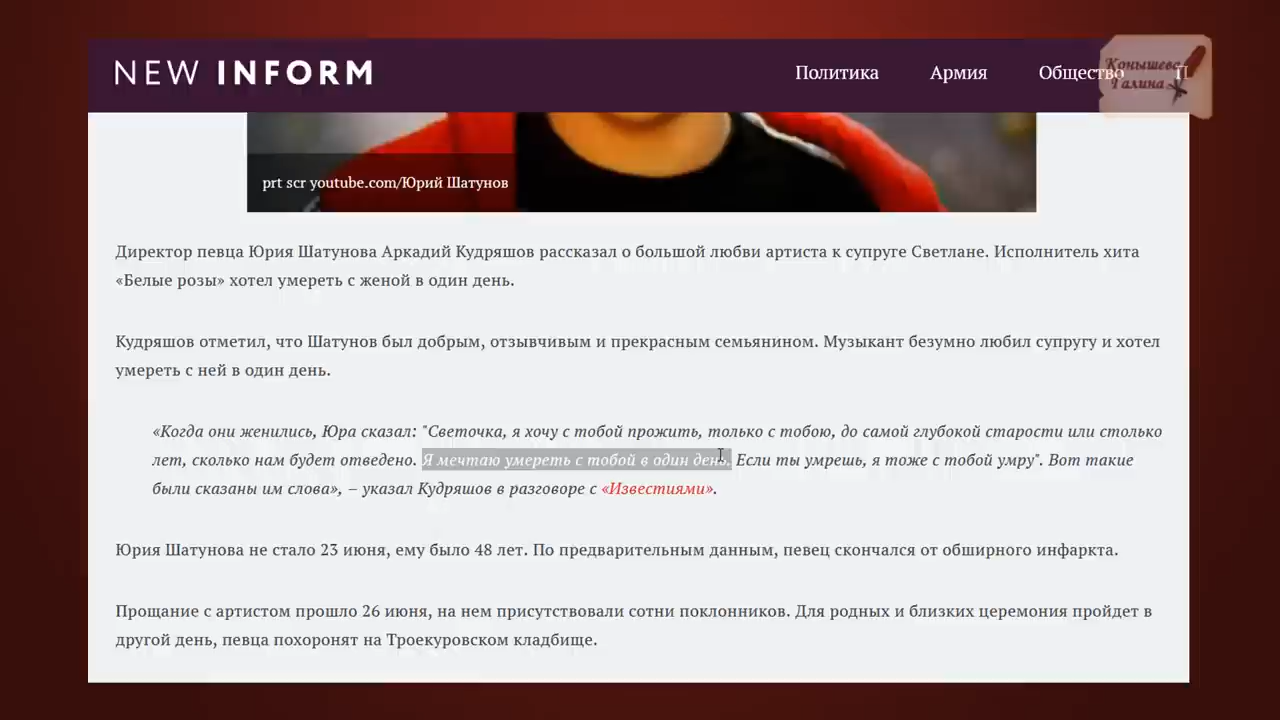 NEW INFORM
Политика Армия Общество П
Конышева
Галина
prt scr youtube.com/Юрий Шатунов
Директор певца Юрия Шатунова Аркадий Кудряшов рассказал о большой любви артиста к супруге Светлане. Исполнитель хита
«Белые розы» хотел умереть с женой в один день.
Кудряшов отметил, что Шатунов был добрым, отзывчивым и прекрасным семьянином. Музыкант безумно любил супругу и хотел
умереть с ней в один день.
«Когда они женились, Юра сказал: "Светочка, я хочу с тобой прожить, только с тобою, до самой глубокой старости или столько
лет, сколько нам будет отведено. Я мечтаю умереть с тобой в один день. Если ты умрешь, я тоже с тобой умру". Вот такие
были сказаны им слова», – указал Кудряшов в разговоре с «Известиями».
Юрия Шатунова не стало 23 июня, ему было 48 лет. По предварительным данным, певец скончался от обширного инфаркта.
Прощание с артистом прошло 26 июня, на нем присутствовали сотни поклонников. Для родных и близких церемония пройдет в
другой день, певца похоронят на Троекуровском кладбище.